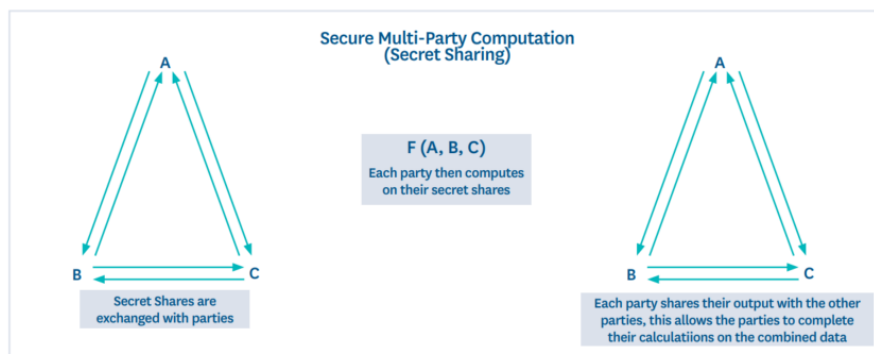 Secure Multi-Party Computation
(Secret Sharing)
A
B
C
Secret Shares are
exchanged with parties
F (A, B, C)
Each party then computes
on their secret shares
A
B
C
Each party shares their output with the other
parties, this allows the parties to complete
their calculatiions on the combined data